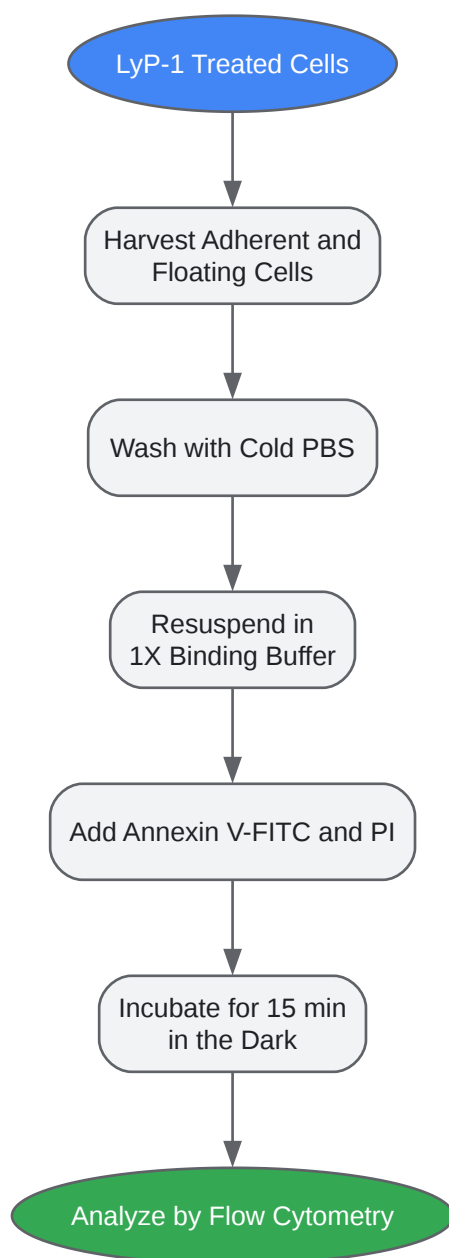 LyP-1 Treated Cells
Harvest Adherent and
Floating Cells
Wash with Cold PBS
Resuspend in
1X Binding Buffer
Add Annexin V-FITC and PI
Incubate for 15 min
in the Dark
Analyze by Flow Cytometry